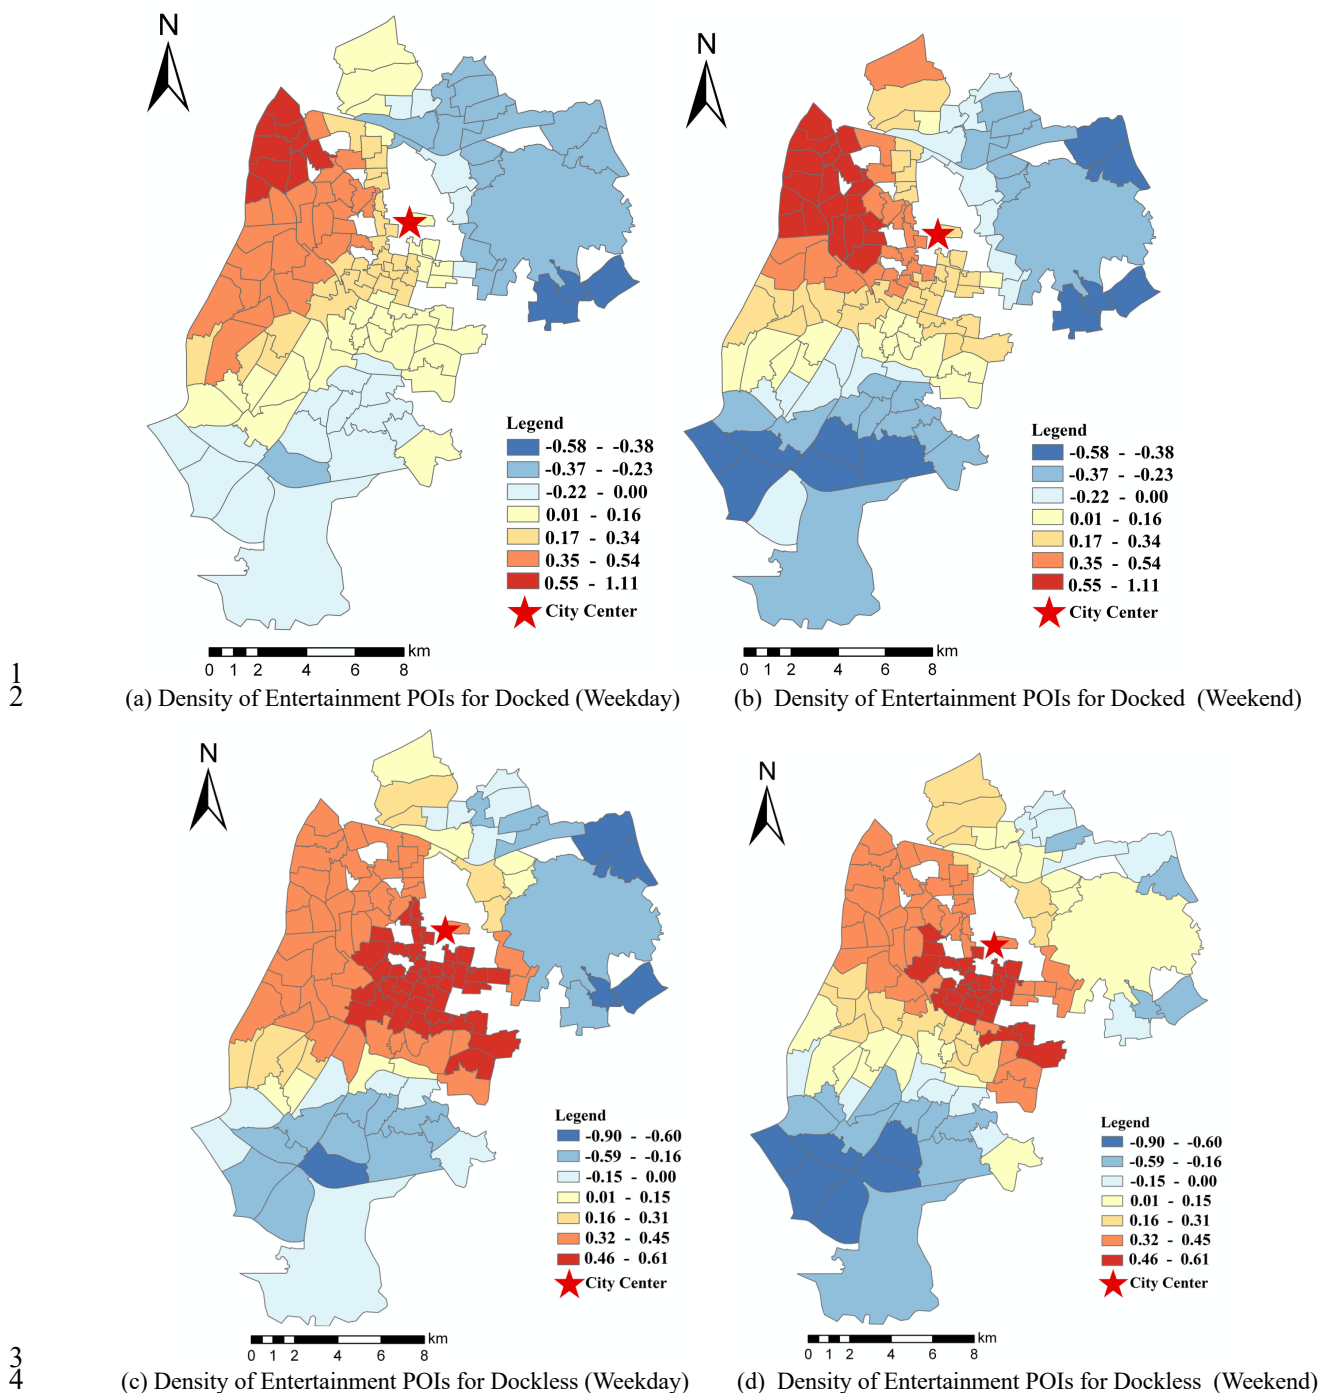 N
N
Legend
-0.58 - -0.38
-0.37 - -0.23
-0.22 - 0.00
0.01 - 0.16
0.17 - 0.34
0.35 - 0.54
0.55 - 1.11
City Center
km
0 1 2 4 6 8
Legend
-0.58 - -0.38
-0.37 - -0.23
-0.22 - 0.00
0.01 - 0.16
0.17 - 0.34
0.35 - 0.54
0.55 - 1.11
City Center
km
0 1 2 4 6 8
1
2 (a) Density of Entertainment POIs for Docked (Weekday) (b) Density of Entertainment POIs for Docked (Weekend)
N
N
Legend
-0.90 - -0.60
-0.59 - -0.16
-0.15 - 0.00
0.01 - 0.15
0.16 - 0.31
0.32 - 0.45
0.46 - 0.61
City Center
km
0 1 2 4 6 8
Legend
-0.90 - -0.60
-0.59 - -0.16
-0.15 - 0.00
0.01 - 0.15
0.16 - 0.31
0.32 - 0.45
0.46 - 0.61
City Center
km
0 1 2 4 6 8
3
4 (c) Density of Entertainment POIs for Dockless (Weekday) (d) Density of Entertainment POIs for Dockless (Weekend)